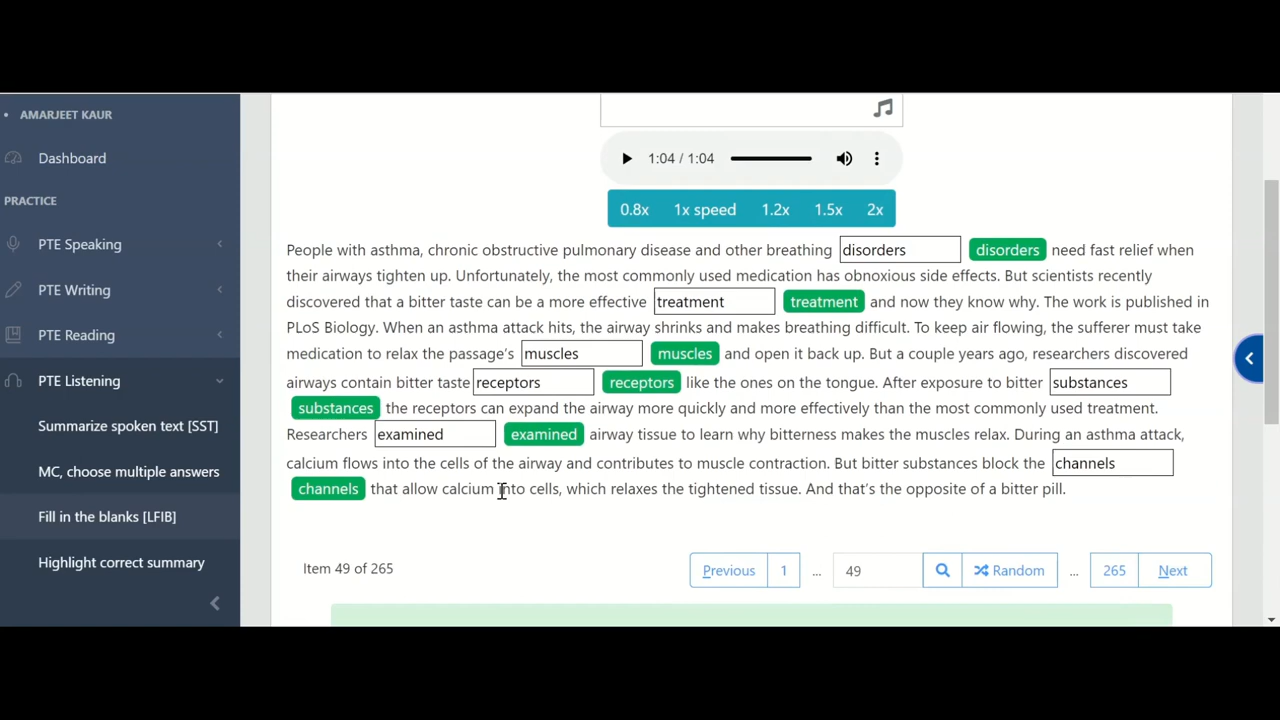 • AMARJEET KAUR
Dashboard
PRACTICE
PTE Speaking
PTE Writing
PTE Reading
PTE Listening
Summarize spoken text [SST]
MC, choose multiple answers
Fill in the blanks [LFIB]
Highlight correct summary
1:04 / 1:04
0.8x 1x speed 1.2x 1.5x 2x
People with asthma, chronic obstructive pulmonary disease and other breathing disorders disorders need fast relief when
their airways tighten up. Unfortunately, the most commonly used medication has obnoxious side effects. But scientists recently
discovered that a bitter taste can be a more effective treatment treatment and now they know why. The work is published in
PLoS Biology. When an asthma attack hits, the airway shrinks and makes breathing difficult. To keep air flowing, the sufferer must take
medication to relax the passage's muscles muscles and open it back up. But a couple years ago, researchers discovered
airways contain bitter taste receptors receptors like the ones on the tongue. After exposure to bitter substances
substances the receptors can expand the airway more quickly and more effectively than the most commonly used treatment.
Researchers examined examined airway tissue to learn why bitterness makes the muscles relax. During an asthma attack,
calcium flows into the cells of the airway and contributes to muscle contraction. But bitter substances block the channels
channels that allow calcium into cells, which relaxes the tightened tissue. And that's the opposite of a bitter pill.
Item 49 of 265
Previous 1 ... 49 Random ... 265 Next